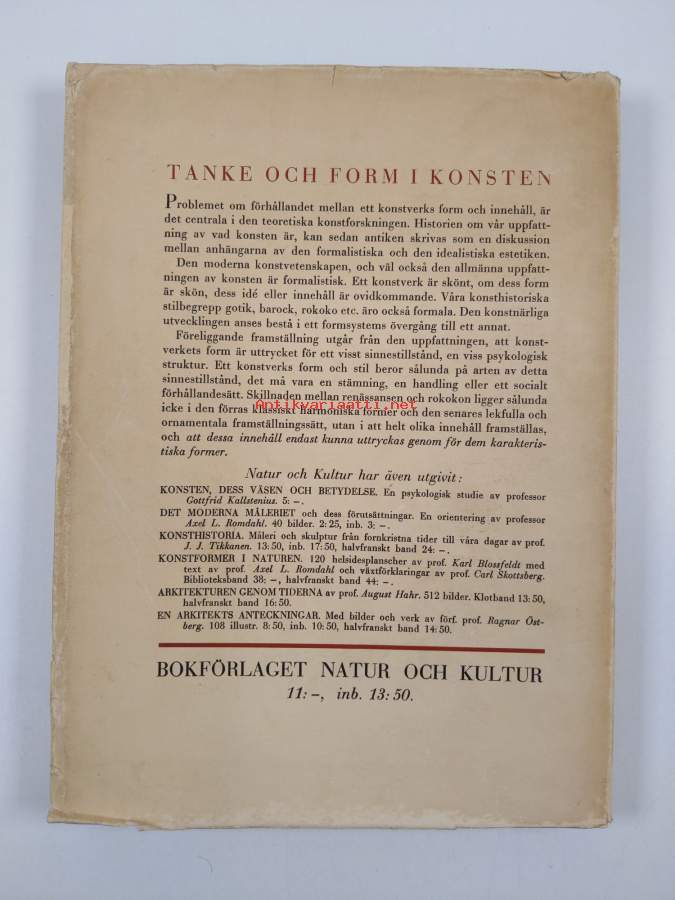 TANKE OCH FORM I KONSTEN
Problemet om förhållandet mellan ett konstverks form och innehåll, är
det centrala i den teoretiska konstforskningen. Historien om vår uppfatt-
ning av vad konsten är, kan sedan antiken skrivas som en diskussion
mellan anhängarna av den formalistiska och den idealistiska estetiken.
Den moderna konstvetenskapen, och väl också den allmänna uppfatt-
ningen av konsten är formalistisk. Ett konstverk är skönt, om dess form
är skön, dess idé eller innehåll är ovidkommande. Våra konsthistoriska
stilbegrepp gotik, barock, rokoko etc. äro också formala. Den konstnärliga
utvecklingen anses bestå i ett formsystems övergång till ett annat.
Föreliggande framställning utgår från den uppfattningen, att konst-
verkets form är uttrycket för ett visst sinnestillstånd, en viss psykologisk
struktur. Ett konstverks form och stil beror sålunda på arten av detta
sinnestillstånd, det må vara en stämning, en handling eller ett socialt
förhållandesätt. Skillnaden mellan renässansen och rokokon ligger sålunda
icke i den förras klassiskt harmoniska former och den senares lekfulla och
Antikvariaatti.net
ornamentala framställningssätt, utan i att helt olika innehåll framställas,
och att dessa innehåll endast kunna uttryckas genom för dem karakteris-
tiska former.
Natur och Kultur har även utgivit:
KONSTEN, DESS VÄSEN OCH BETYDELSE. En psykologisk studie av professor
Gottfrid Kallstenius. 5: –.
DET MODERNA MÅLERIET och dess förutsättningar. En orientering av professor
Axel L. Romdahl. 40 bilder. 2: 25, inb. 3: –.
KONSTHISTORIA. Måleri och skulptur från fornkristna tider till våra dagar av prof.
J. J. Tikkanen. 13: 50, inb. 17: 50, halvfranskt band 24: –.
KONSTFORMER I NATUREN. 120 helsidesplanscher av prof. Karl Blossfeldt med
text av prof. Axel L. Romdahl och växtförklaringar av prof. Carl Skottsberg.
Biblioteksband 38: –, halvfranskt band 44: –.
ARKITEKTUREN GENOM TIDERNA av prof. August Hahr. 512 bilder. Klotband 13: 50,
halvfranskt band 16: 50.
EN ARKITEKTS ANTECKNINGAR. Med bilder och verk av förf. prof. Ragnar Öst-
berg. 108 illustr. 8: 50, inb. 10: 50, halvfranskt band 14: 50.
BOKFÖRLAGET NATUR OCH KULTUR
11: –, inb. 13: 50.